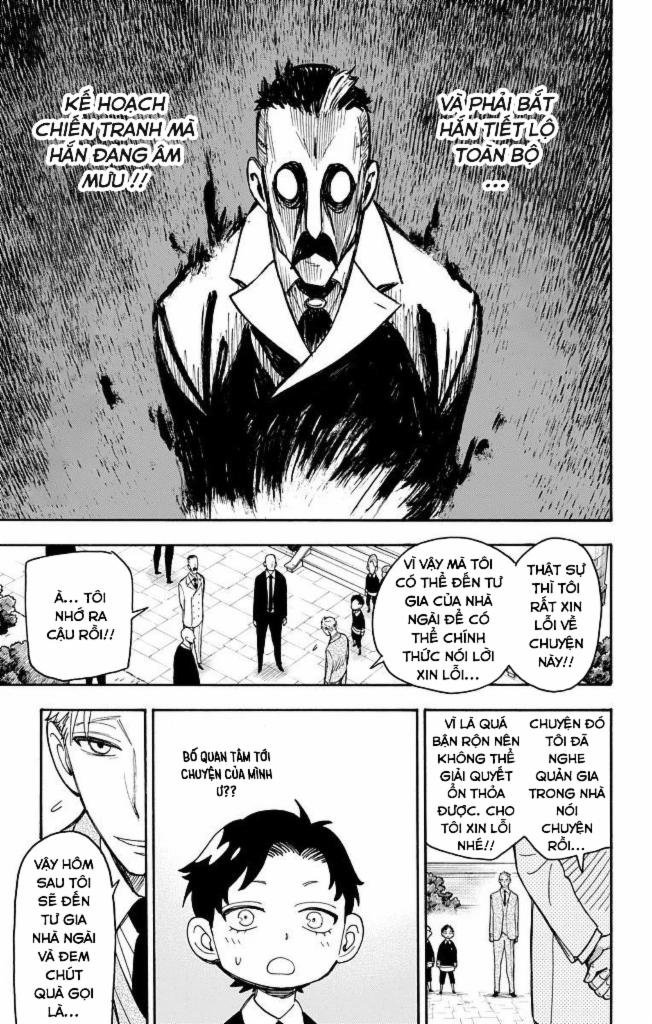 VÀ PHẢI BẮT
HẮN TIẾT LỘ
TOÀN BỘ
...
KẾ HOẠCH
CHIẾN TRANH MÀ
HẮN ĐANG ÂM
MƯU !!
THẬT SỰ
THÌ TÔI
RẤT XIN
LỖI VỀ
CHUYỆN
NÀY!!
VÌ VẬY MÀ TÔI
CÓ THỂ ĐẾN TƯ
GIA CỦA NHÀ
NGÀI ĐỂ CÓ
THỂ CHÍNH
THỨC NÓI LỜI
XIN LỖI...
À... TÔI
NHỚ RA
CẬU RỒI!!
CHUYỆN ĐÓ
TÔI ĐÃ
NGHE
QUẢN GIA
TRONG NHÀ
NÓI
CHUYỆN
RỒI...
VÌ LÀ QUÁ
BẬN RỘN NÊN
KHÔNG THỂ
GIẢI QUYẾT
ỔN THỎA
ĐƯỢC. CHO
TÔI XIN LỖI
NHÉ!!
BỐ QUAN TÂM TỚI
CHUYỆN CỦA MÌNH
Ư??
VẬY HÔM
SAU TÔI
SẼ ĐẾN
TƯ GIA
NHÀ NGÀI
VÀ ĐEM
CHÚT
QUÀ GỌI
LÀ...